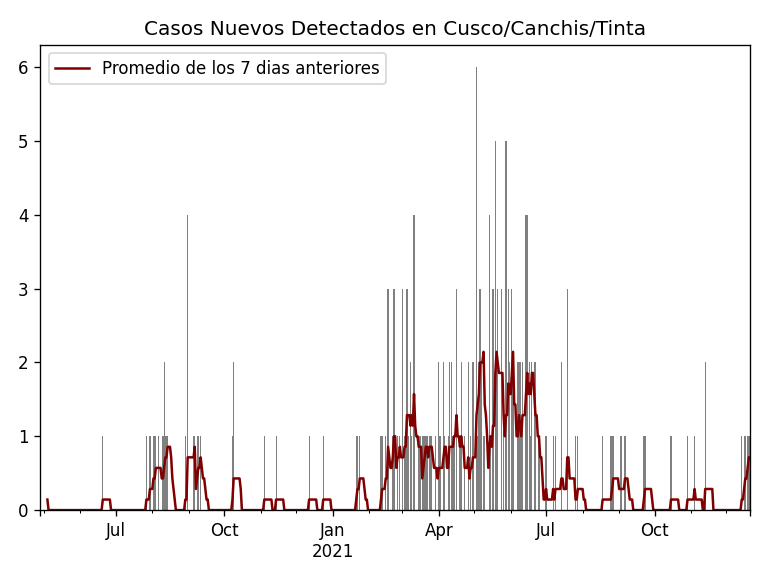 Casos Nuevos Detectados en Cusco/Canchis/Tinta
Promedio de los 7 dias anteriores
6
5
4
3
2
1
0
Jul
Oct
Jan
2021
Apr
Jul
Oct